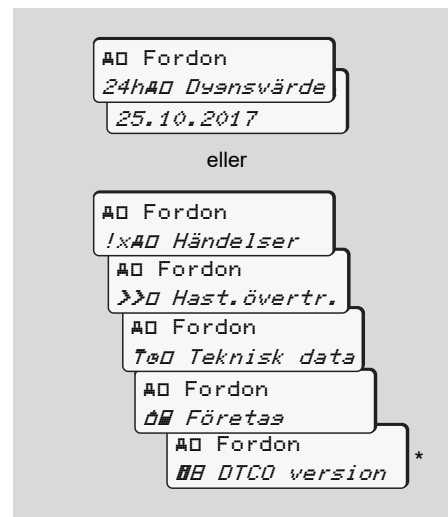 Fordon
24h Dygnsvärde
25.10.2017
eller
Fordon
!x Händelser
Fordon
>> Hast.övertr.
Fordon
Teknisk data
Fordon
Företag
Fordon
DTCO version
*